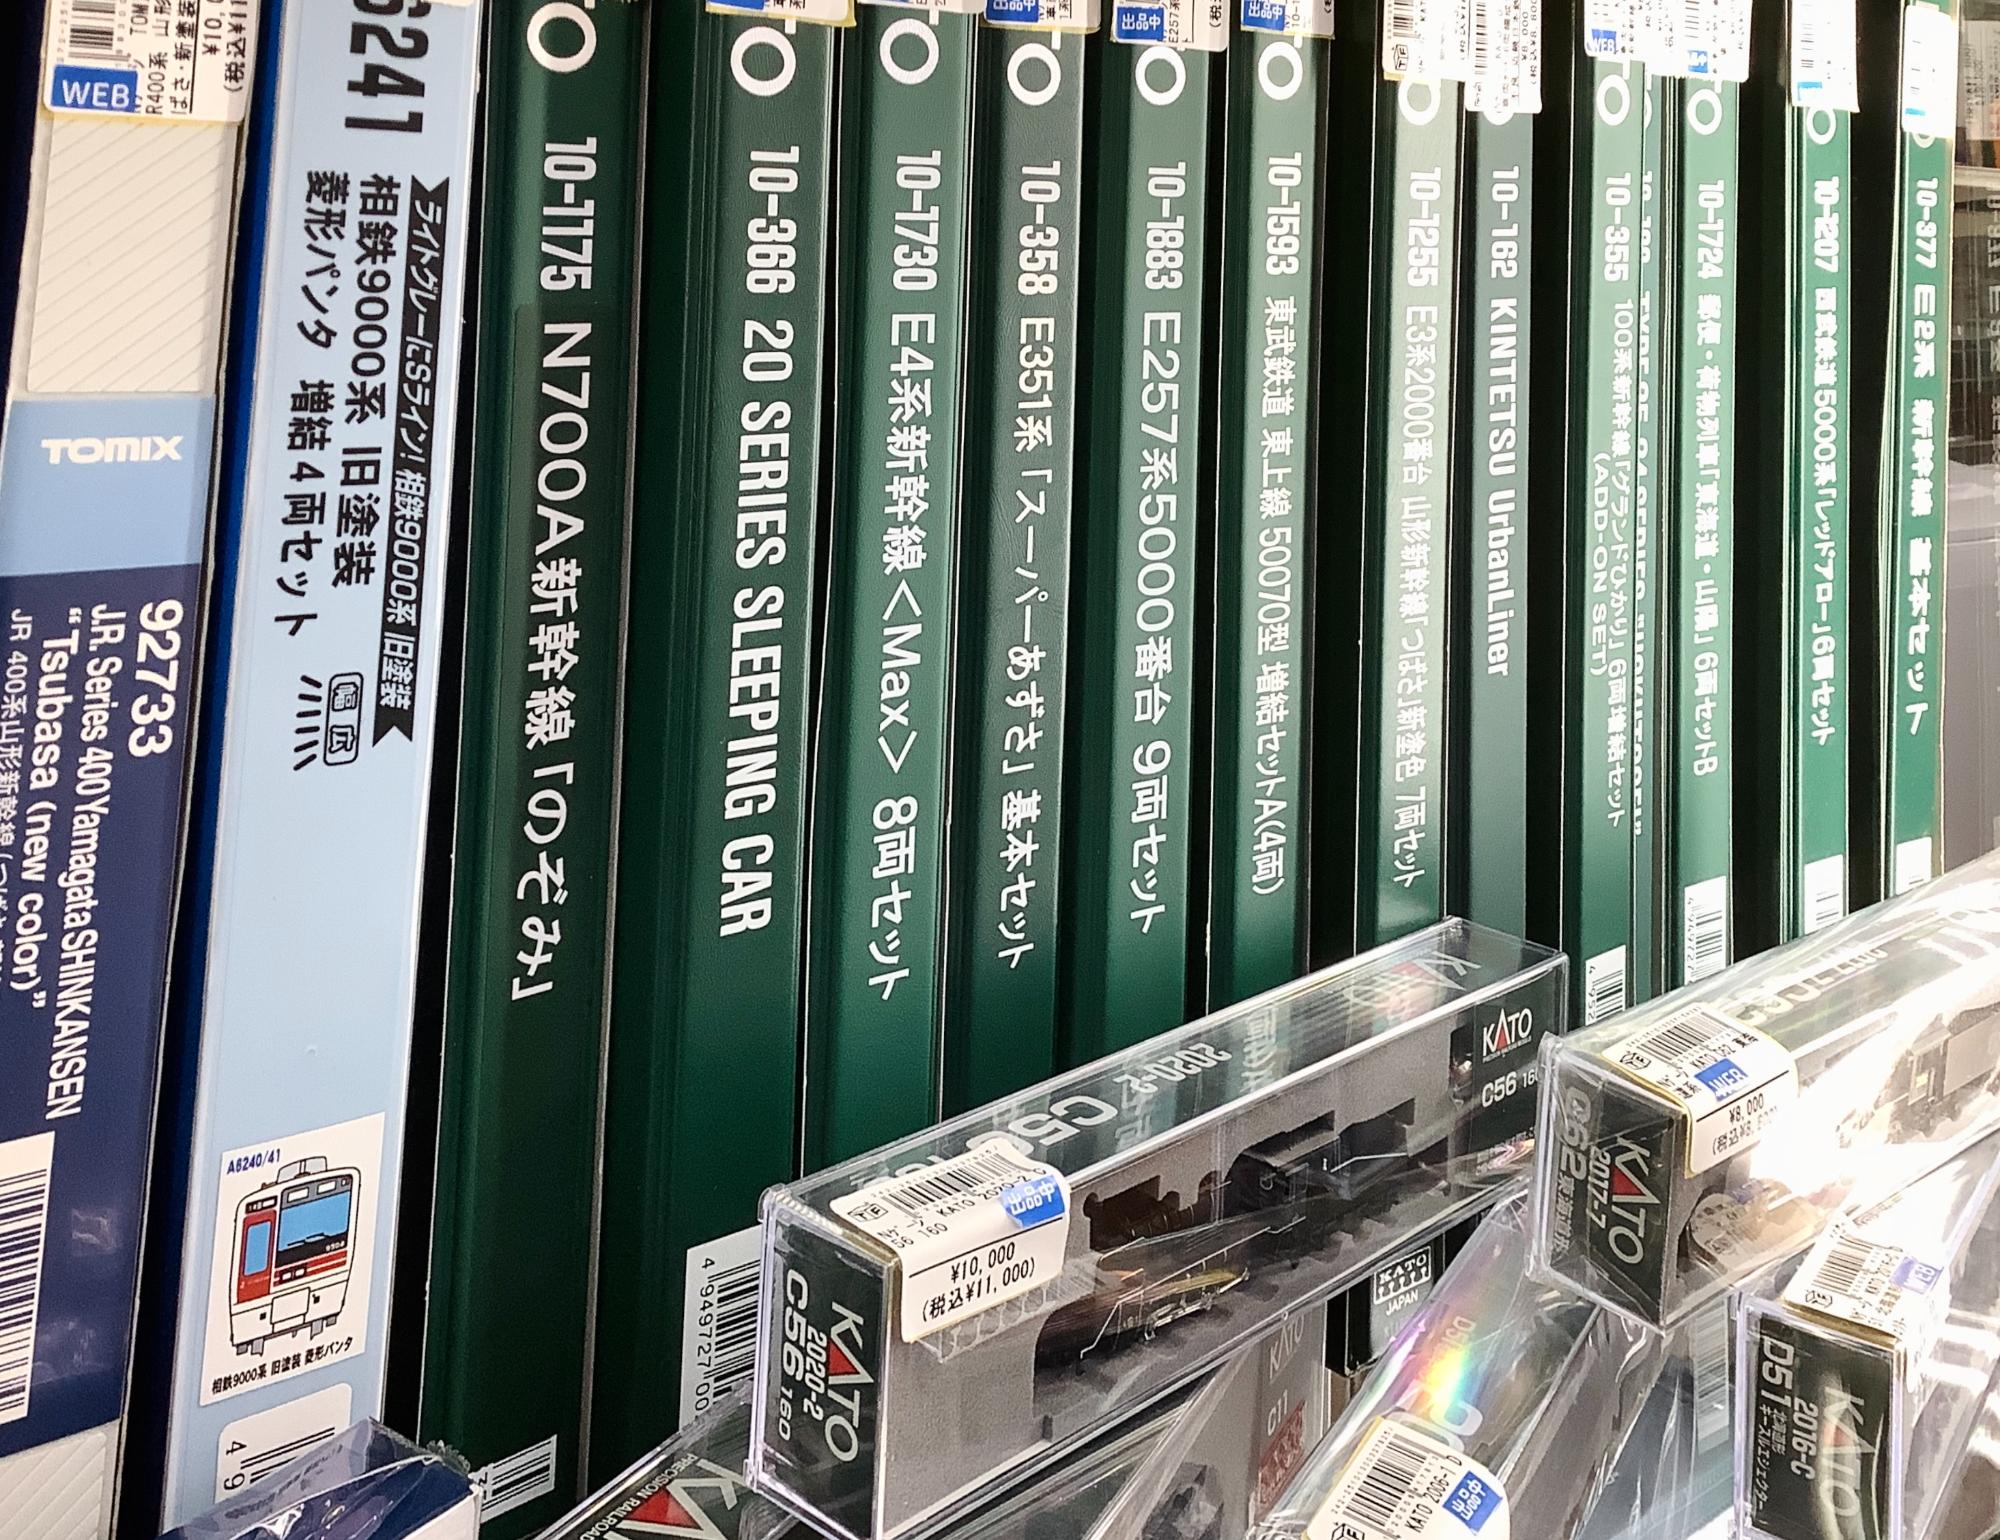 WEB
TOMIX
92733
J.R. Series 400 Yamagata SHINKANSEN
"Tsubasa (new color)"
6241
ライトグレーにSライン! 相鉄9000系 旧塗装
相鉄9000系 旧塗装
菱形パンタ 増結4両セット
幅広
A6240/41
相鉄9000系 旧塗装 菱形パンタ
10-1175 N700A新幹線「のぞみ」
10-366 20 SERIES SLEEPING CAR
4 949727 00
10-1730 E4系新幹線<Max> 8両セット
10-358 E351系「スーパーあずさ」基本セット
10-1883 E257系5000番台 9両セット
10-1593 東武鉄道 東上線 50070型 増結セットA(4両)
10-1255 E3系2000番台 山形新幹線「つばさ」新塗色 7両セット
10-162 KINTETSU UrbanLiner
10-355 100系新幹線「グランドひかり」6両増結セット
(ADD-ON SET)
10-1724 郵便・荷物列車「東海道・山陽」6両セットB
10-1207 西武鉄道5000系「レッドアロー」6両セット
10-377 E2系 新幹線 基本セット
KATO
C56 160
出品中
¥10,000
(税込¥11,000)
KATO
2020-2
C56 160
KATO
JAPAN
WEB
¥8,000
KATO
2017-7
C62
KATO
2016-C
D51
KATO 2006-1
C11